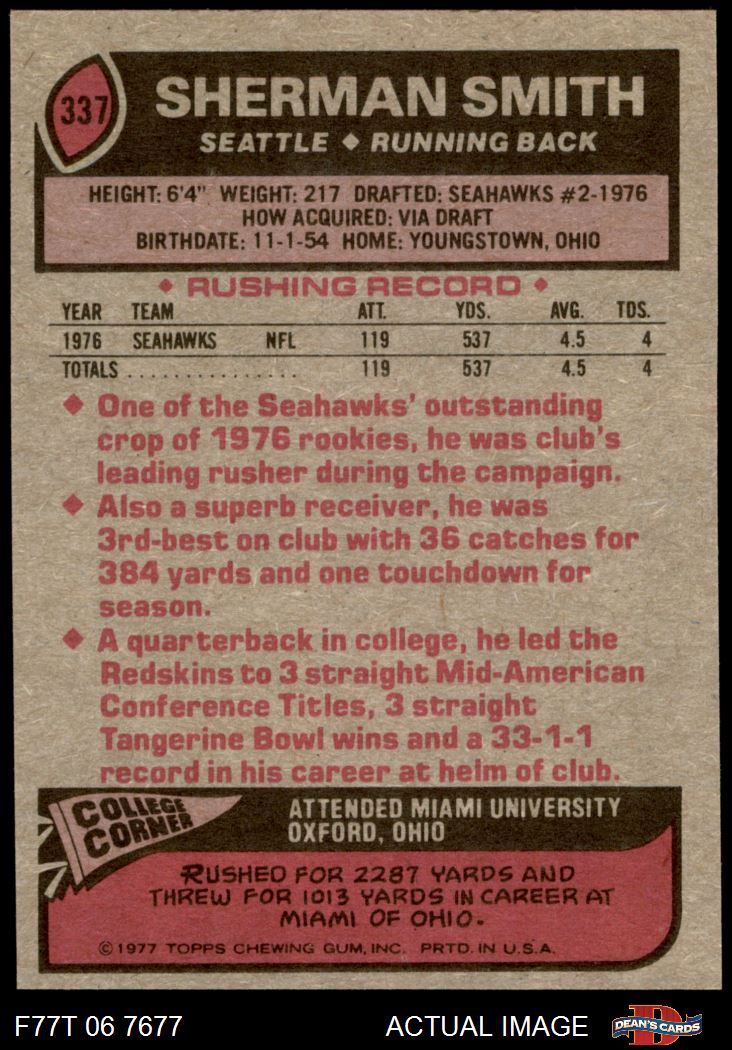 337
SHERMAN SMITH
SEATTLE ◆ RUNNING BACK
HEIGHT: 6'4" WEIGHT: 217 DRAFTED: SEAHAWKS #2-1976
HOW ACQUIRED: VIA DRAFT
BIRTHDATE: 11-1-54 HOME: YOUNGSTOWN, OHIO
◆ RUSHING RECORD ◆
YEAR TEAM ATT. YDS. AVG. TDS.
1976 SEAHAWKS NFL 119 537 4.5 4
TOTALS . . . . . . . . . . . . . . . 119 537 4.5 4
◆ One of the Seahawks' outstanding
crop of 1976 rookies, he was club's
leading rusher during the campaign.
◆ Also a superb receiver, he was
3rd-best on club with 36 catches for
384 yards and one touchdown for
season.
◆ A quarterback in college, he led the
Redskins to 3 straight Mid-American
Conference Titles, 3 straight
Tangerine Bowl wins and a 33-1-1
record in his career at helm of club.
COLLEGE
CORNER
ATTENDED MIAMI UNIVERSITY
OXFORD, OHIO
RUSHED FOR 2287 YARDS AND
THREW FOR 1013 YARDS IN CAREER AT
MIAMI OF OHIO.
©1977 TOPPS CHEWING GUM, INC. PRTD. IN U.S.A.
F77T 06 7677
ACTUAL IMAGE
D
DEAN'S CARDS